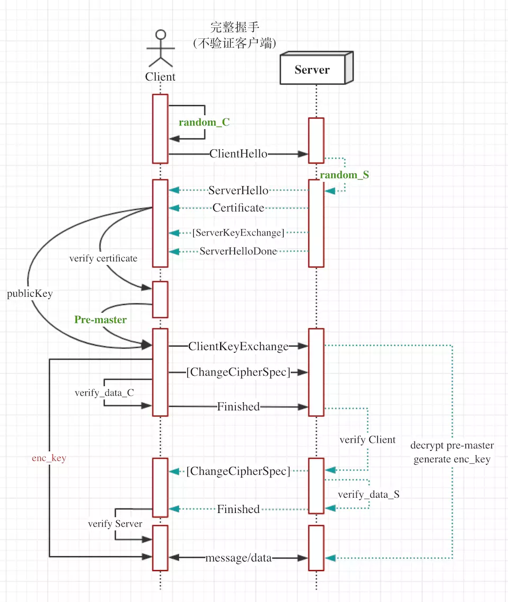 完整握手
(不验证客户端)
Client
Server
random_C
ClientHello
random_S
ServerHello
Certificate
[ServerKeyExchange]
verify certificate
ServerHelloDone
publicKey
Pre-master
ClientKeyExchange
[ChangeCipherSpec]
verify_data_C
Finished
verify Client
decrypt pre-master
generate enc_key
enc_key
[ChangeCipherSpec]
verify_data_S
Finished
verify Server
message/data